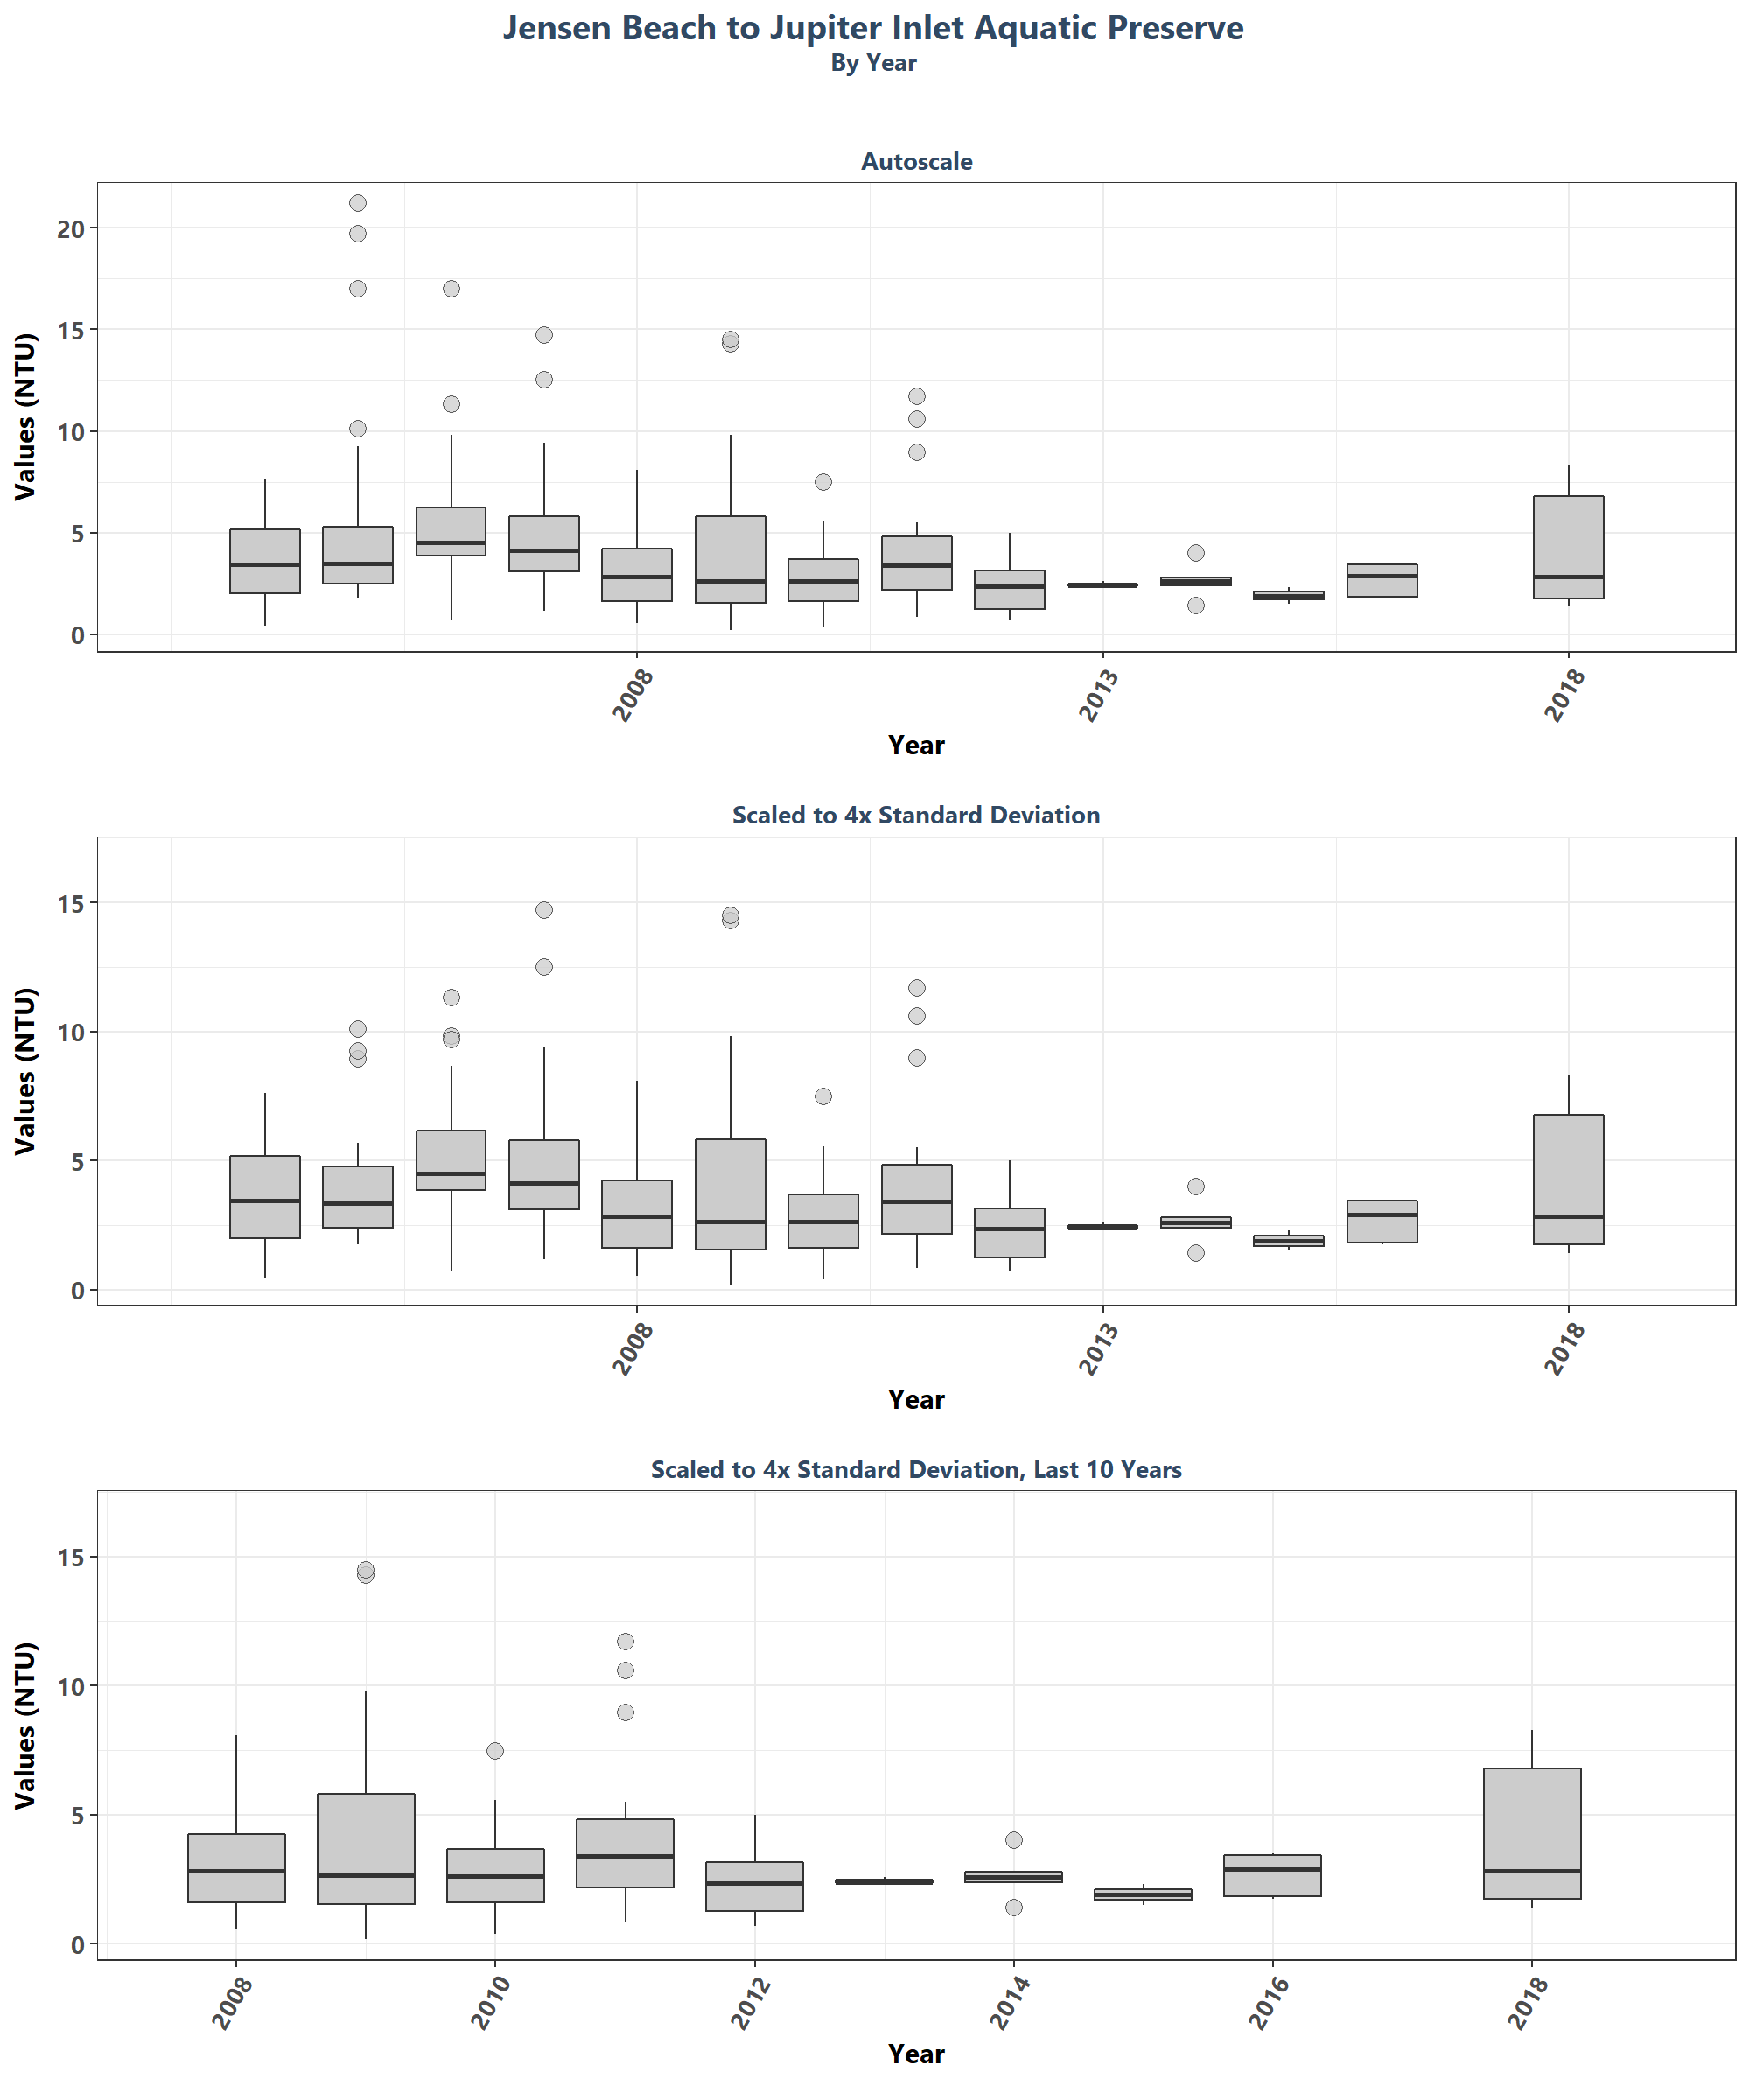 Jensen Beach to Jupiter Inlet Aquatic Preserve
By Year
Autoscale
Values (NTU)
20
15
10
5
0
2008
2013
2018
Year
Scaled to 4x Standard Deviation
Values (NTU)
15
10
5
0
2008
2013
2018
Year
Scaled to 4x Standard Deviation, Last 10 Years
Values (NTU)
15
10
5
0
2008
2010
2012
2014
2016
2018
Year